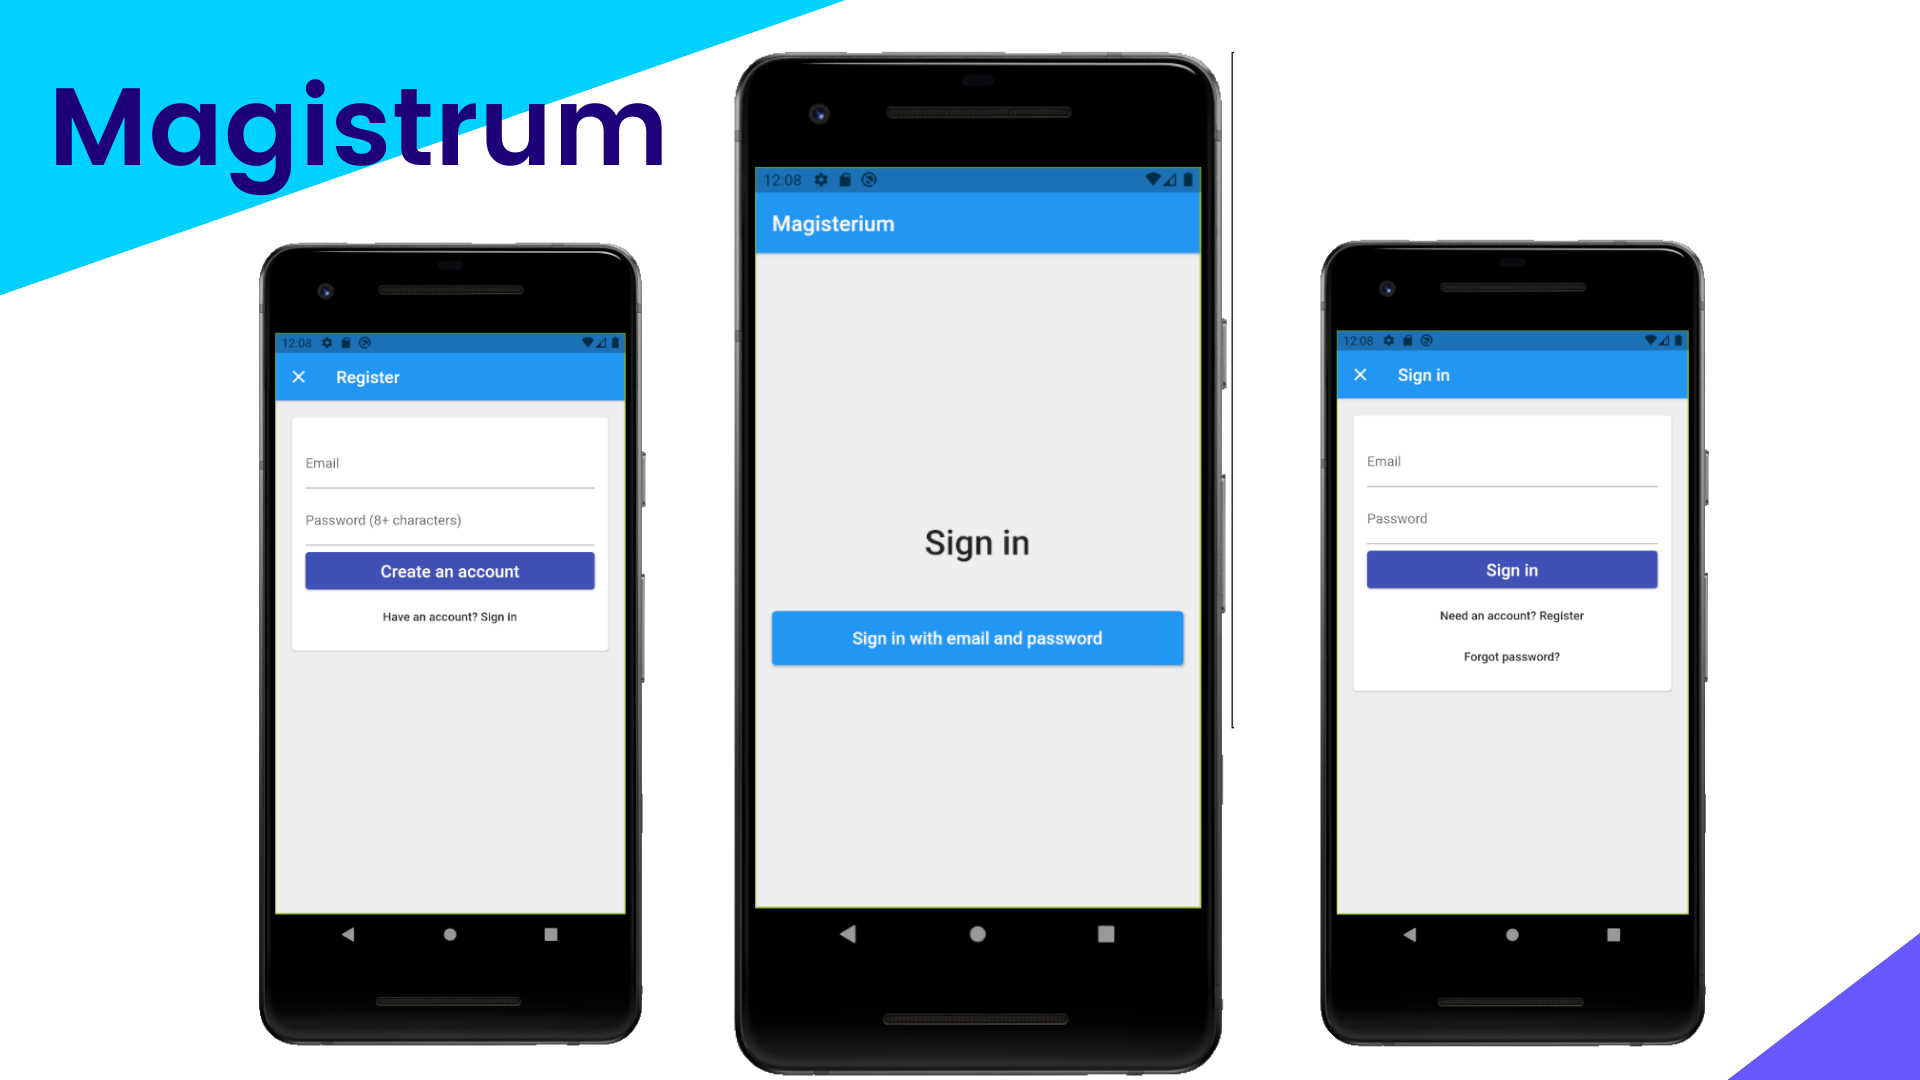 Magistrum
12:08
Register
Email
Password (8+ characters)
Create an account
Have an account? Sign in
12:08
Magisterium
Sign in
Sign in with email and password
12:08
Sign in
Email
Password
Sign in
Need an account? Register
Forgot password?